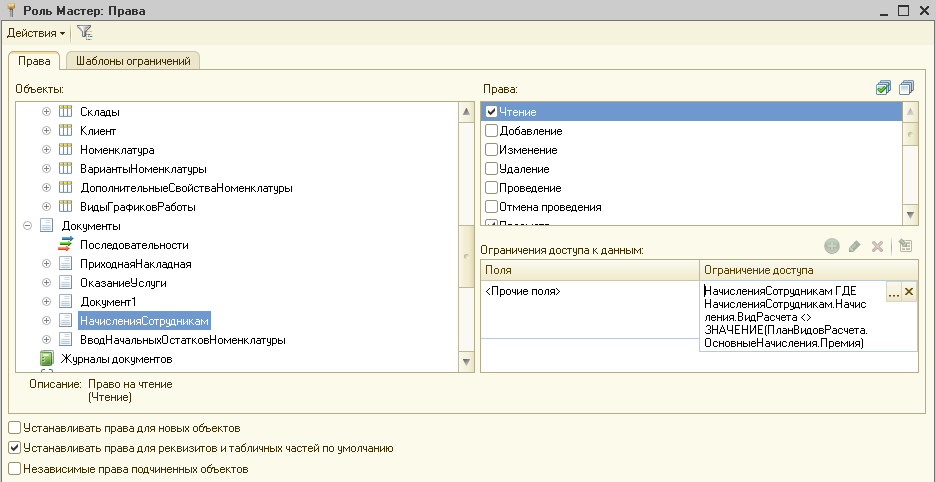 Роль Мастер: Права
Действия
Права
Шаблоны ограничений
Объекты:
Склады
Клиент
Номенклатура
ВариантыНоменклатуры
ДополнительныеСвойстваНоменклатуры
ВидыГрафиковРаботы
Документы
Последовательности
ПриходнаяНакладная
ОказаниеУслуги
Документ1
НачисленияСотрудникам
ВводНачальныхОстатковНоменклатуры
Журналы документов
Права:
Чтение
Добавление
Изменение
Удаление
Проведение
Отмена проведения
Просмотр
Ограничения доступа к данным:
Поля
Ограничение доступа
<Прочие поля>
НачисленияСотрудникам ГДЕ
НачисленияСотрудникам.Начис
ления.ВидРасчета <>
ЗНАЧЕНИЕ(ПланВидовРасчета.
ОсновныеНачисления.Премия)
...
Описание: Право на чтение
(Чтение)
Устанавливать права для новых объектов
Устанавливать права для реквизитов и табличных частей по умолчанию
Независимые права подчиненных объектов